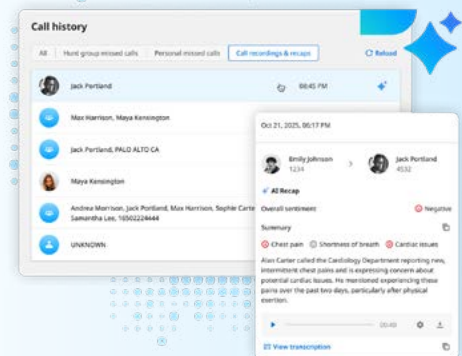 Call history
All
Hunt group missed calls
Personal missed calls
Call recordings & recaps
Reload
Jack Portland
06:45 PM
Max Harrison, Maya Kensington
Jack Portland, PALO ALTO CA
Maya Kensington
Andrea Morrison, Jack Portland, Max Harrison, Sophie Carte
Samantha Lee, 16502224444
UNKNOWN
Oct 21, 2025, 06:17 PM
Emily Johnson
1234
>
Jack Portland
4532
AI Recap
Overall sentiment
Negative
Summary
Chest pain
Shortness of breath
Cardiac issues
Alan Carter called the Cardiology Department reporting new,
intermittent chest pains and is expressing concern about
potential cardiac issues. He mentioned experiencing these
pains over the past two days, particularly after physical
exertion.
00:49
View transcription